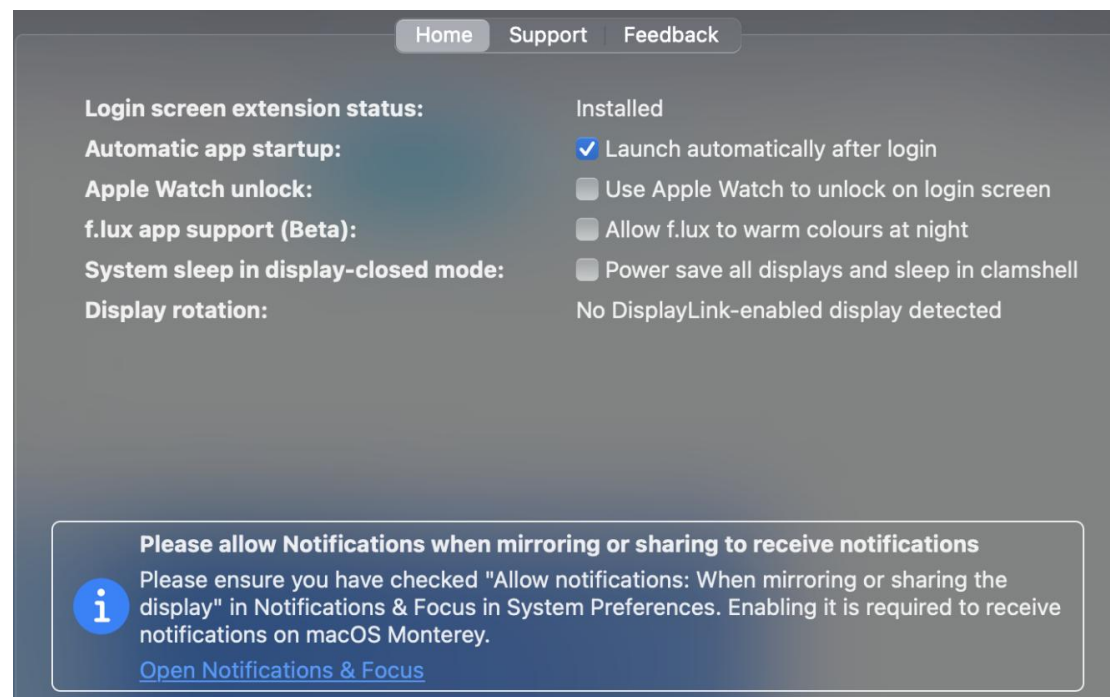 Home Support Feedback
Login screen extension status: Installed
Automatic app startup: Launch automatically after login
Apple Watch unlock: Use Apple Watch to unlock on login screen
f.lux app support (Beta): Allow f.lux to warm colours at night
System sleep in display-closed mode: Power save all displays and sleep in clamshell
Display rotation: No DisplayLink-enabled display detected
Please allow Notifications when mirroring or sharing to receive notifications
Please ensure you have checked "Allow notifications: When mirroring or sharing the
display" in Notifications & Focus in System Preferences. Enabling it is required to receive
notifications on macOS Monterey.
Open Notifications & Focus